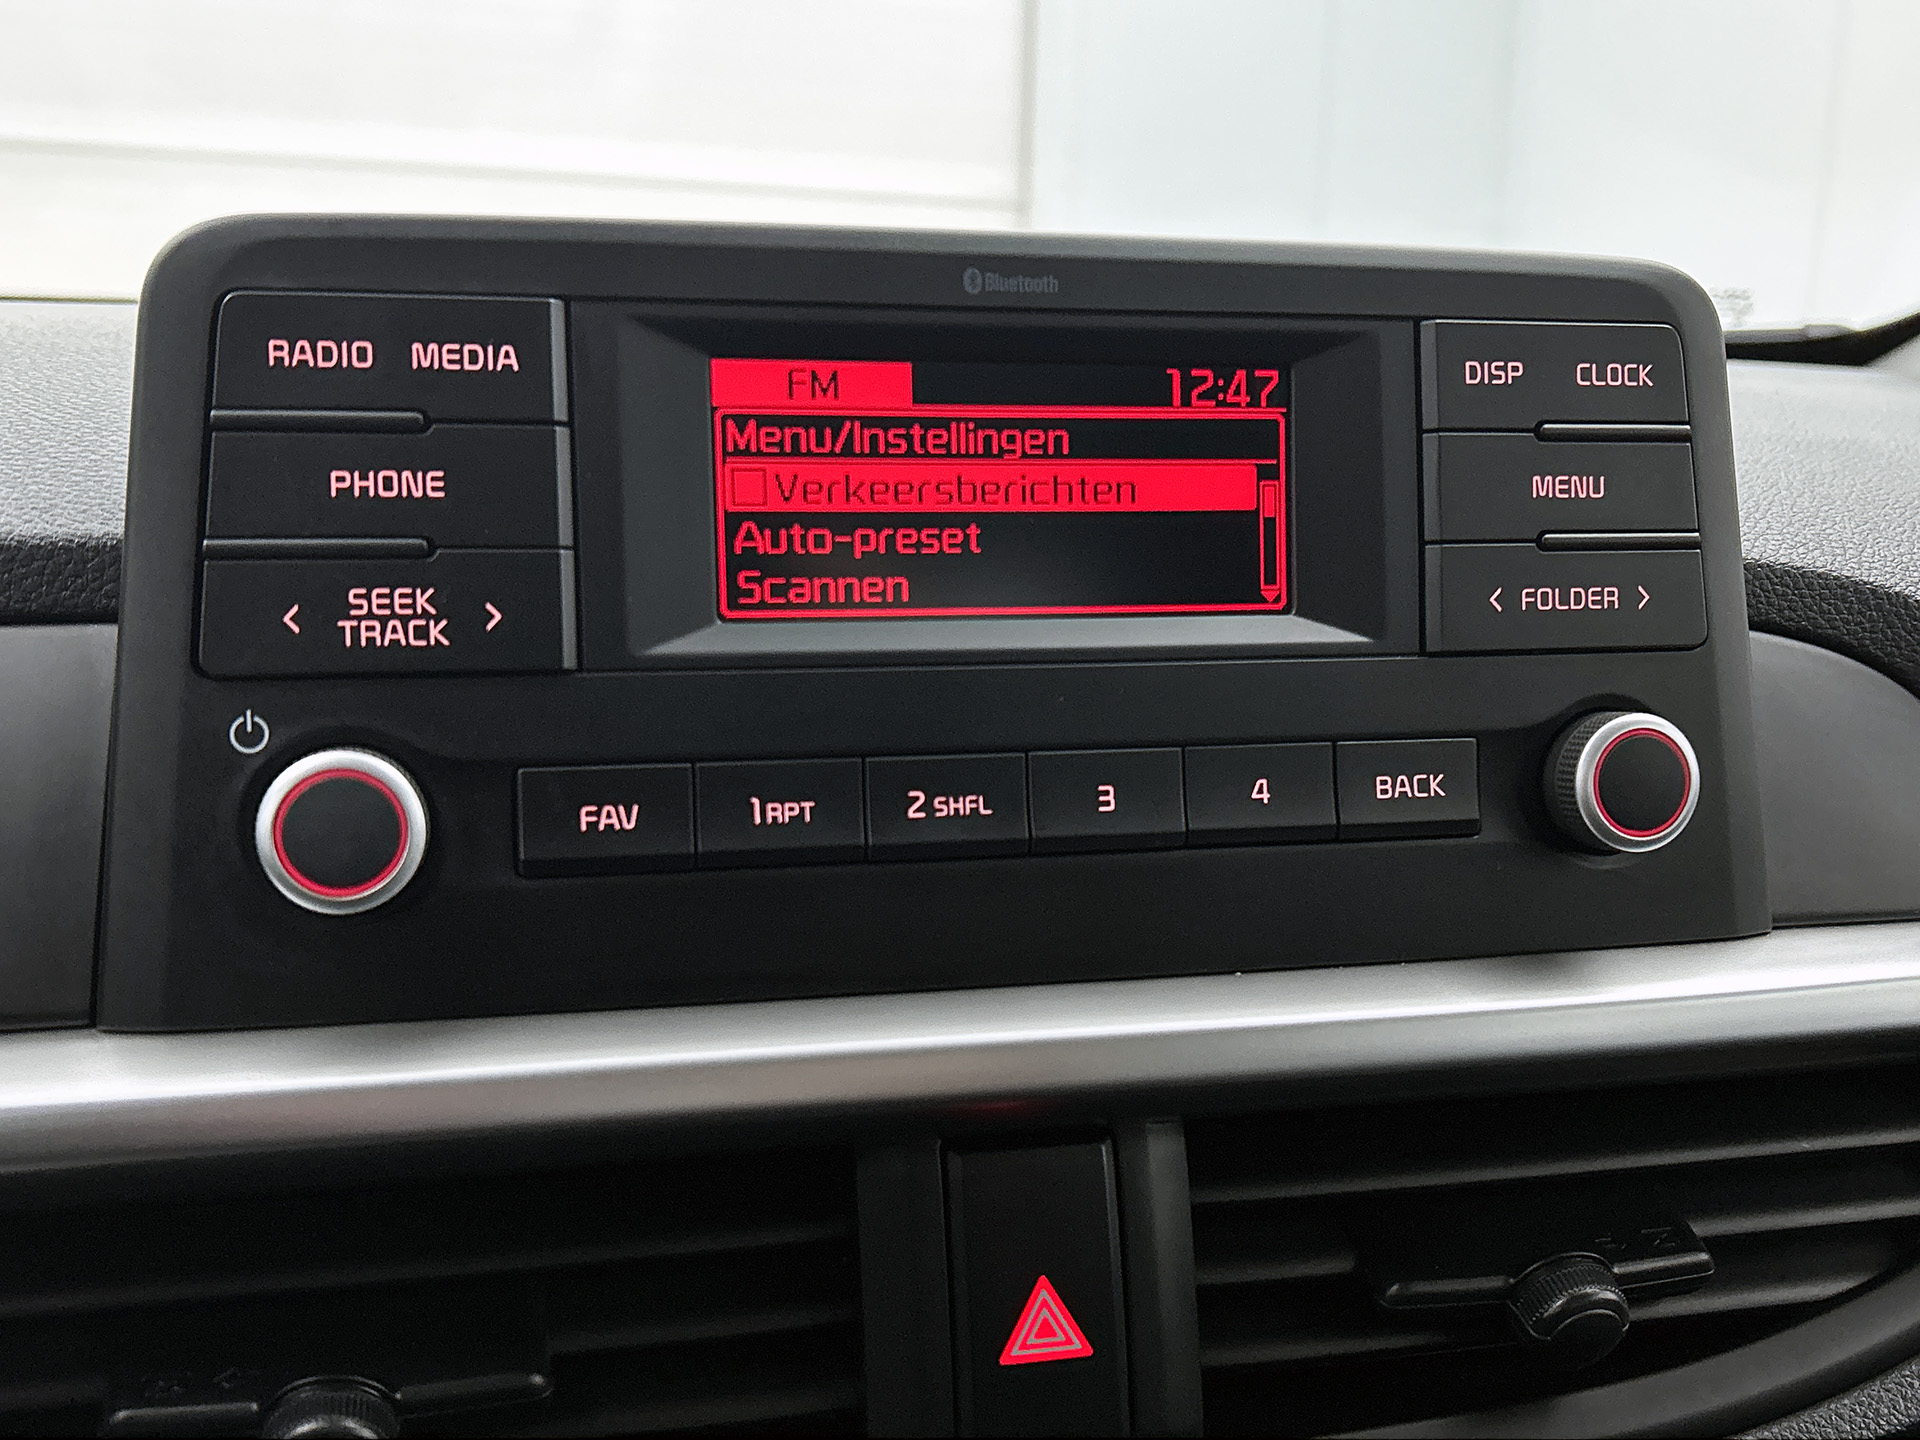 Bluetooth
RADIO MEDIA
PHONE
< SEEK TRACK >
FM 12:47
Menu/Instellingen
Verkeersberichten
Auto-preset
Scannen
DISP CLOCK
MENU
< FOLDER >
FAV 1 RPT 2 SHFL 3 4 BACK